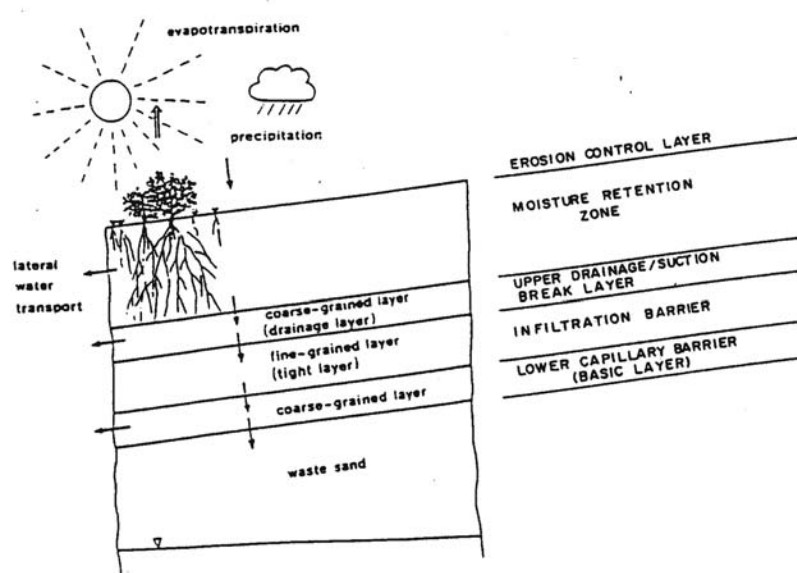 evapotranspiration
precipitation
lateral
water
transport
coarse-grained layer
(drainage layer)
fine-grained layer
(tight layer)
coarse-grained layer
waste sand
EROSION CONTROL LAYER
MOISTURE RETENTION
ZONE
UPPER DRAINAGE/SUCTION
BREAK LAYER
INFILTRATION BARRIER
LOWER CAPILLARY BARRIER
(BASIC LAYER)